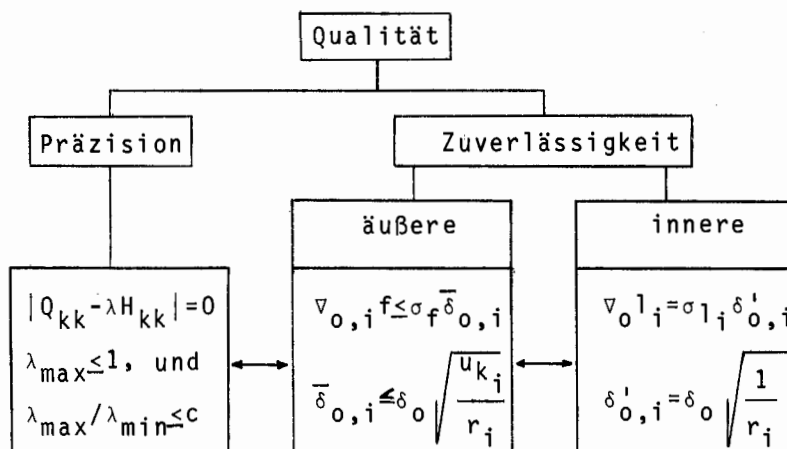 Qualität
Präzision
Zuverlässigkeit
äußere
innere
|Q_kk-λH_kk|=0
λ_max≤1, und
λ_max/λ_min≤c
∇_o,i f≤σ_f δ̅_o,i
δ̅_o,i≤δ_o √(u_k_i/r_i)
∇_o l_i=σ_l_i δ'_o,i
δ'_o,i=δ_o √(1/r_i)